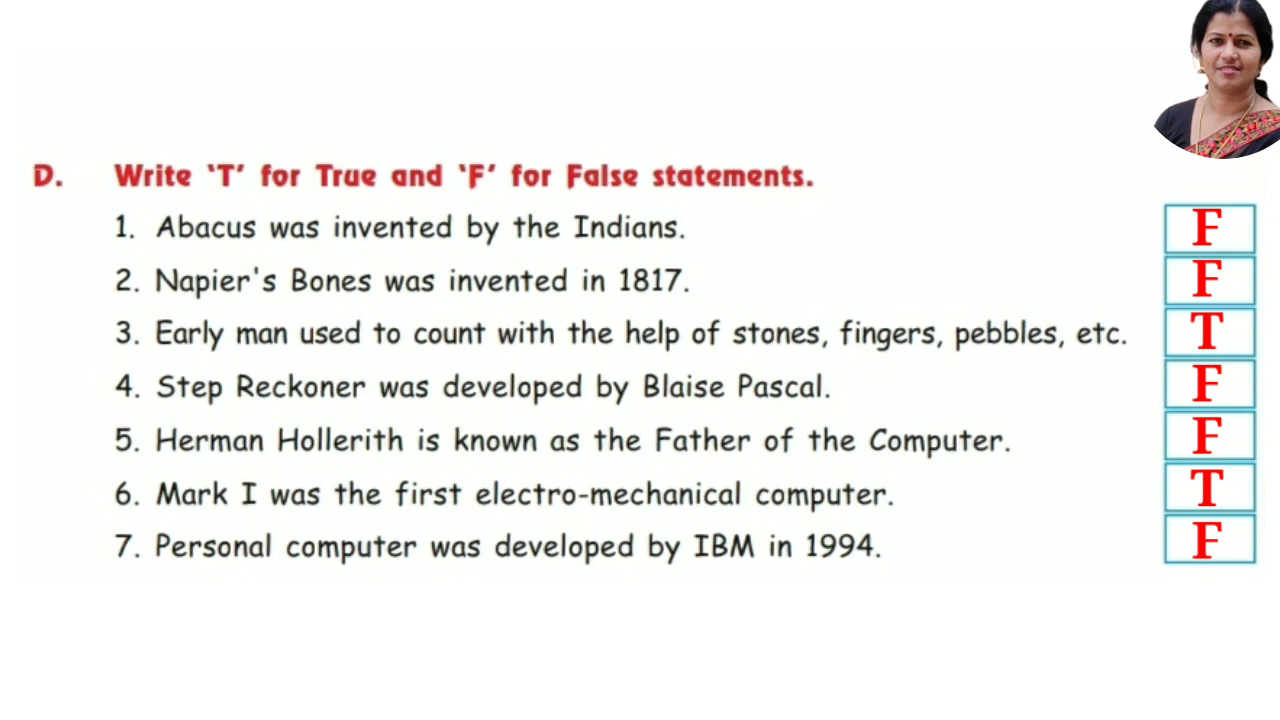 D. Write ‘T’ for True and ‘F’ for False statements.
1. Abacus was invented by the Indians. F
2. Napier's Bones was invented in 1817. F
3. Early man used to count with the help of stones, fingers, pebbles, etc. T
4. Step Reckoner was developed by Blaise Pascal. F
5. Herman Hollerith is known as the Father of the Computer. F
6. Mark I was the first electro-mechanical computer. T
7. Personal computer was developed by IBM in 1994. F